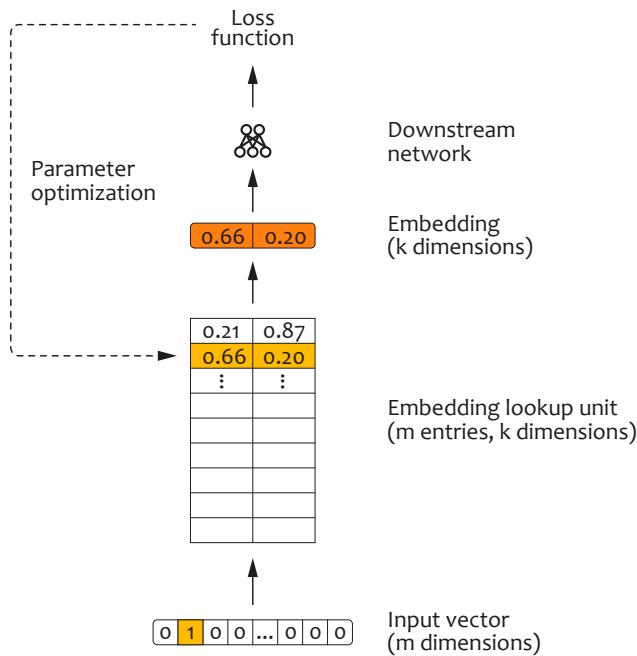 Loss
function
Downstream
network
Parameter
optimization
0.66 0.20
Embedding
(k dimensions)
0.21 0.87
0.66 0.20
⋮ ⋮
Embedding lookup unit
(m entries, k dimensions)
0 1 0 0 ... 0 0 0
Input vector
(m dimensions)